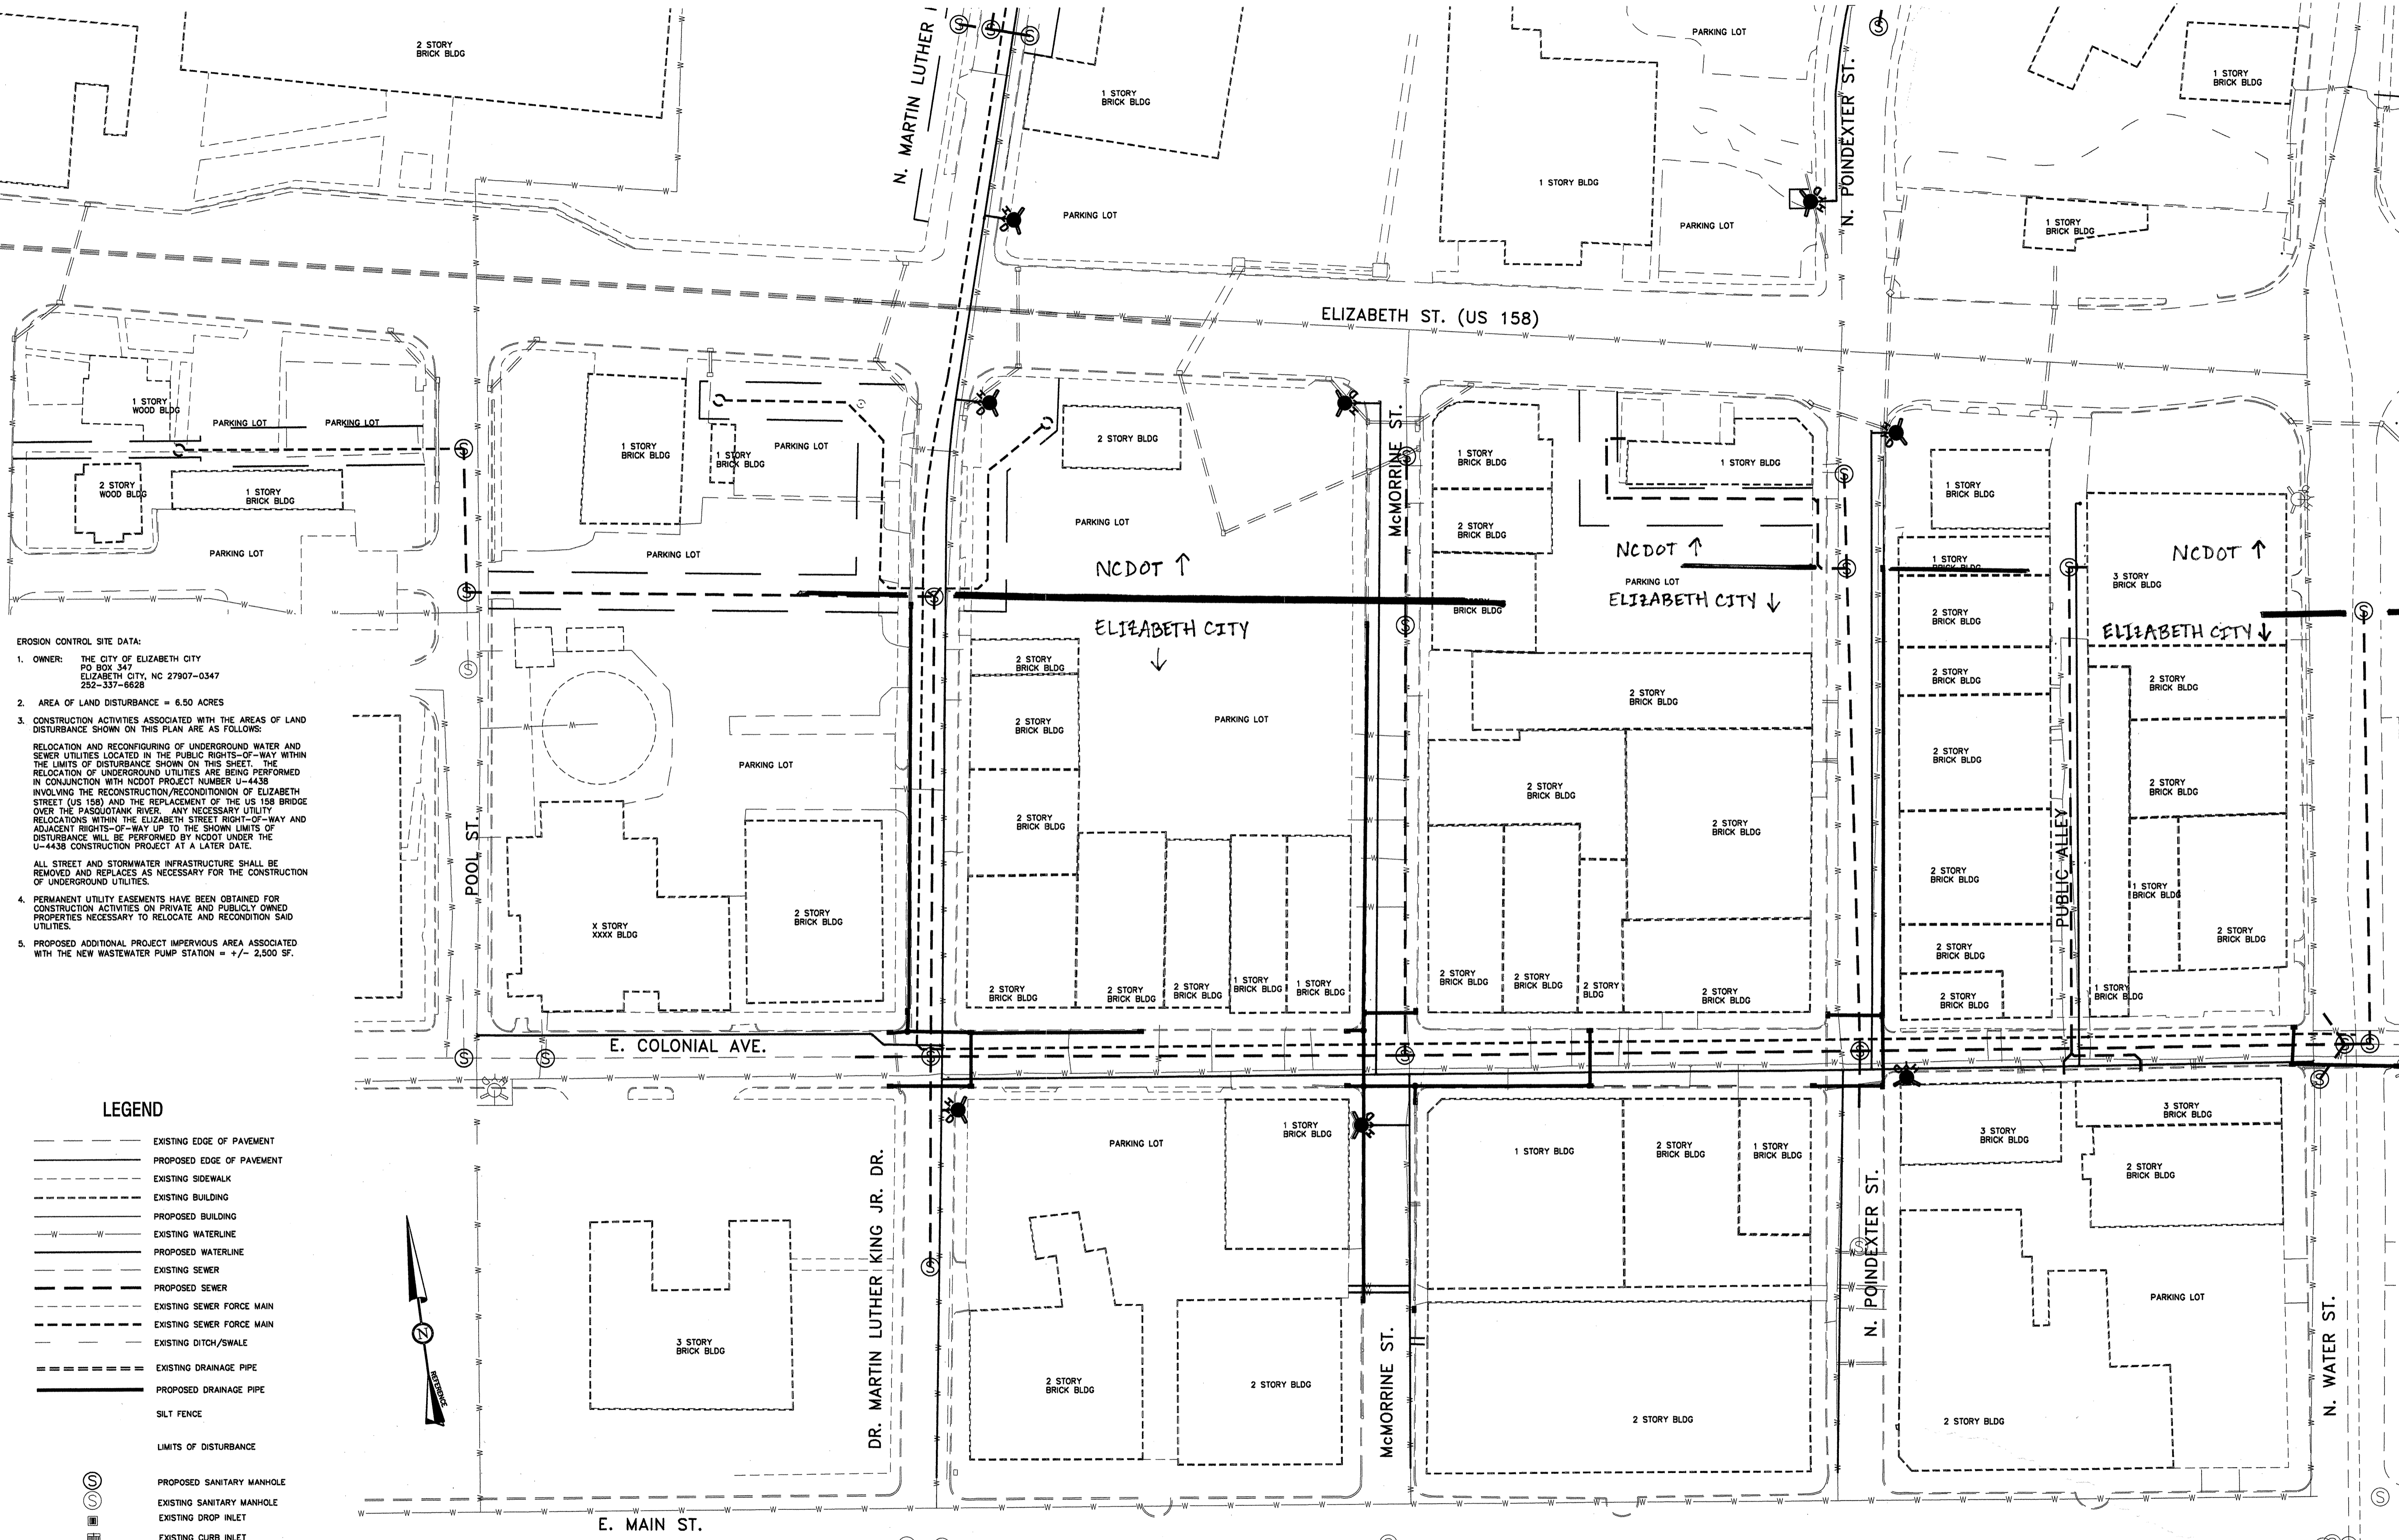 2 STORY
BRICK BLDG
N. MARTIN LUTHER
1 STORY
BRICK BLDG
PARKING LOT
1 STORY BLDG
PARKING LOT
PARKING LOT
N. POINDEXTER ST.
1 STORY
BRICK BLDG
1 STORY
BRICK BLDG
ELIZABETH ST. (US 158)
1 STORY
WOOD BLDG
PARKING LOT
PARKING LOT
2 STORY
WOOD BLDG
1 STORY
BRICK BLDG
PARKING LOT
1 STORY
BRICK BLDG
1 STORY
BRICK BLDG
PARKING LOT
PARKING LOT
2 STORY BLDG
PARKING LOT
NCDOT ↑
ELIZABETH CITY
↓
McMORRINE ST.
1 STORY
BRICK BLDG
2 STORY
BRICK BLDG
BRICK BLDG
1 STORY BLDG
NCDOT ↑
PARKING LOT
ELIZABETH CITY ↓
1 STORY
BRICK BLDG
1 STORY
BRICK BLDG
NCDOT ↑
3 STORY
BRICK BLDG
ELIZABETH CITY ↓
EROSION CONTROL SITE DATA:
1. OWNER: THE CITY OF ELIZABETH CITY
PO BOX 347
ELIZABETH CITY, NC 27907-0347
252-337-6628
2. AREA OF LAND DISTURBANCE = 6.50 ACRES
3. CONSTRUCTION ACTIVITIES ASSOCIATED WITH THE AREAS OF LAND
DISTURBANCE SHOWN ON THIS PLAN ARE AS FOLLOWS:
RELOCATION AND RECONFIGURING OF UNDERGROUND WATER AND
SEWER UTILITIES LOCATED IN THE PUBLIC RIGHTS-OF-WAY WITHIN
THE LIMITS OF DISTURBANCE SHOWN ON THIS SHEET. THE
RELOCATION OF UNDERGROUND UTILITIES ARE BEING PERFORMED
IN CONJUNCTION WITH NCDOT PROJECT NUMBER U-4438
INVOLVING THE RECONSTRUCTION/RECONDITIONION OF ELIZABETH
STREET (US 158) AND THE REPLACEMENT OF THE US 158 BRIDGE
OVER THE PASQUOTANK RIVER. ANY NECESSARY UTILITY
RELOCATIONS WITHIN THE ELIZABETH STREET RIGHT-OF-WAY AND
ADJACENT RIIGHTS-OF-WAY UP TO THE SHOWN LIMITS OF
DISTURBANCE WILL BE PERFORMED BY NCDOT UNDER THE
U-4438 CONSTRUCTION PROJECT AT A LATER DATE.
ALL STREET AND STORMWATER INFRASTRUCTURE SHALL BE
REMOVED AND REPLACES AS NECESSARY FOR THE CONSTRUCTION
OF UNDERGROUND UTILITIES.
4. PERMANENT UTILITY EASEMENTS HAVE BEEN OBTAINED FOR
CONSTRUCTION ACTIVITIES ON PRIVATE AND PUBLICLY OWNED
PROPERTIES NECESSARY TO RELOCATE AND RECONDITION SAID
UTILITIES.
5. PROPOSED ADDITIONAL PROJECT IMPERVIOUS AREA ASSOCIATED
WITH THE NEW WASTEWATER PUMP STATION = +/- 2,500 SF.
POOL ST.
PARKING LOT
X STORY
XXXX BLDG
2 STORY
BRICK BLDG
2 STORY
BRICK BLDG
2 STORY
BRICK BLDG
2 STORY
BRICK BLDG
PARKING LOT
2 STORY
BRICK BLDG
2 STORY
BRICK BLDG
2 STORY
BRICK BLDG
1 STORY
BRICK BLDG
1 STORY
BRICK BLDG
2 STORY
BRICK BLDG
2 STORY
BRICK BLDG
2 STORY
BRICK BLDG
2 STORY
BRICK BLDG
2 STORY
BRICK BLDG
2 STORY
BLDG
2 STORY
BRICK BLDG
2 STORY
BRICK BLDG
2 STORY
BRICK BLDG
2 STORY
BRICK BLDG
2 STORY
BRICK BLDG
2 STORY
BRICK BLDG
2 STORY
BRICK BLDG
PUBLIC ALLEY
2 STORY
BRICK BLDG
2 STORY
BRICK BLDG
1 STORY
BRICK BLDG
2 STORY
BRICK BLDG
1 STORY
BRICK BLDG
E. COLONIAL AVE.
LEGEND
EXISTING EDGE OF PAVEMENT
PROPOSED EDGE OF PAVEMENT
EXISTING SIDEWALK
EXISTING BUILDING
PROPOSED BUILDING
EXISTING WATERLINE
PROPOSED WATERLINE
EXISTING SEWER
PROPOSED SEWER
EXISTING SEWER FORCE MAIN
EXISTING SEWER FORCE MAIN
EXISTING DITCH/SWALE
EXISTING DRAINAGE PIPE
PROPOSED DRAINAGE PIPE
SILT FENCE
LIMITS OF DISTURBANCE
PROPOSED SANITARY MANHOLE
EXISTING SANITARY MANHOLE
EXISTING DROP INLET
EXISTING CURB INLET
N
REFERENCE
3 STORY
BRICK BLDG
DR. MARTIN LUTHER KING JR. DR.
PARKING LOT
1 STORY
BRICK BLDG
2 STORY
BRICK BLDG
2 STORY BLDG
McMORRINE ST.
1 STORY BLDG
2 STORY
BRICK BLDG
1 STORY
BRICK BLDG
2 STORY BLDG
N. POINDEXTER ST.
3 STORY
BRICK BLDG
3 STORY
BRICK BLDG
2 STORY
BRICK BLDG
PARKING LOT
2 STORY BLDG
N. WATER ST.
E. MAIN ST.